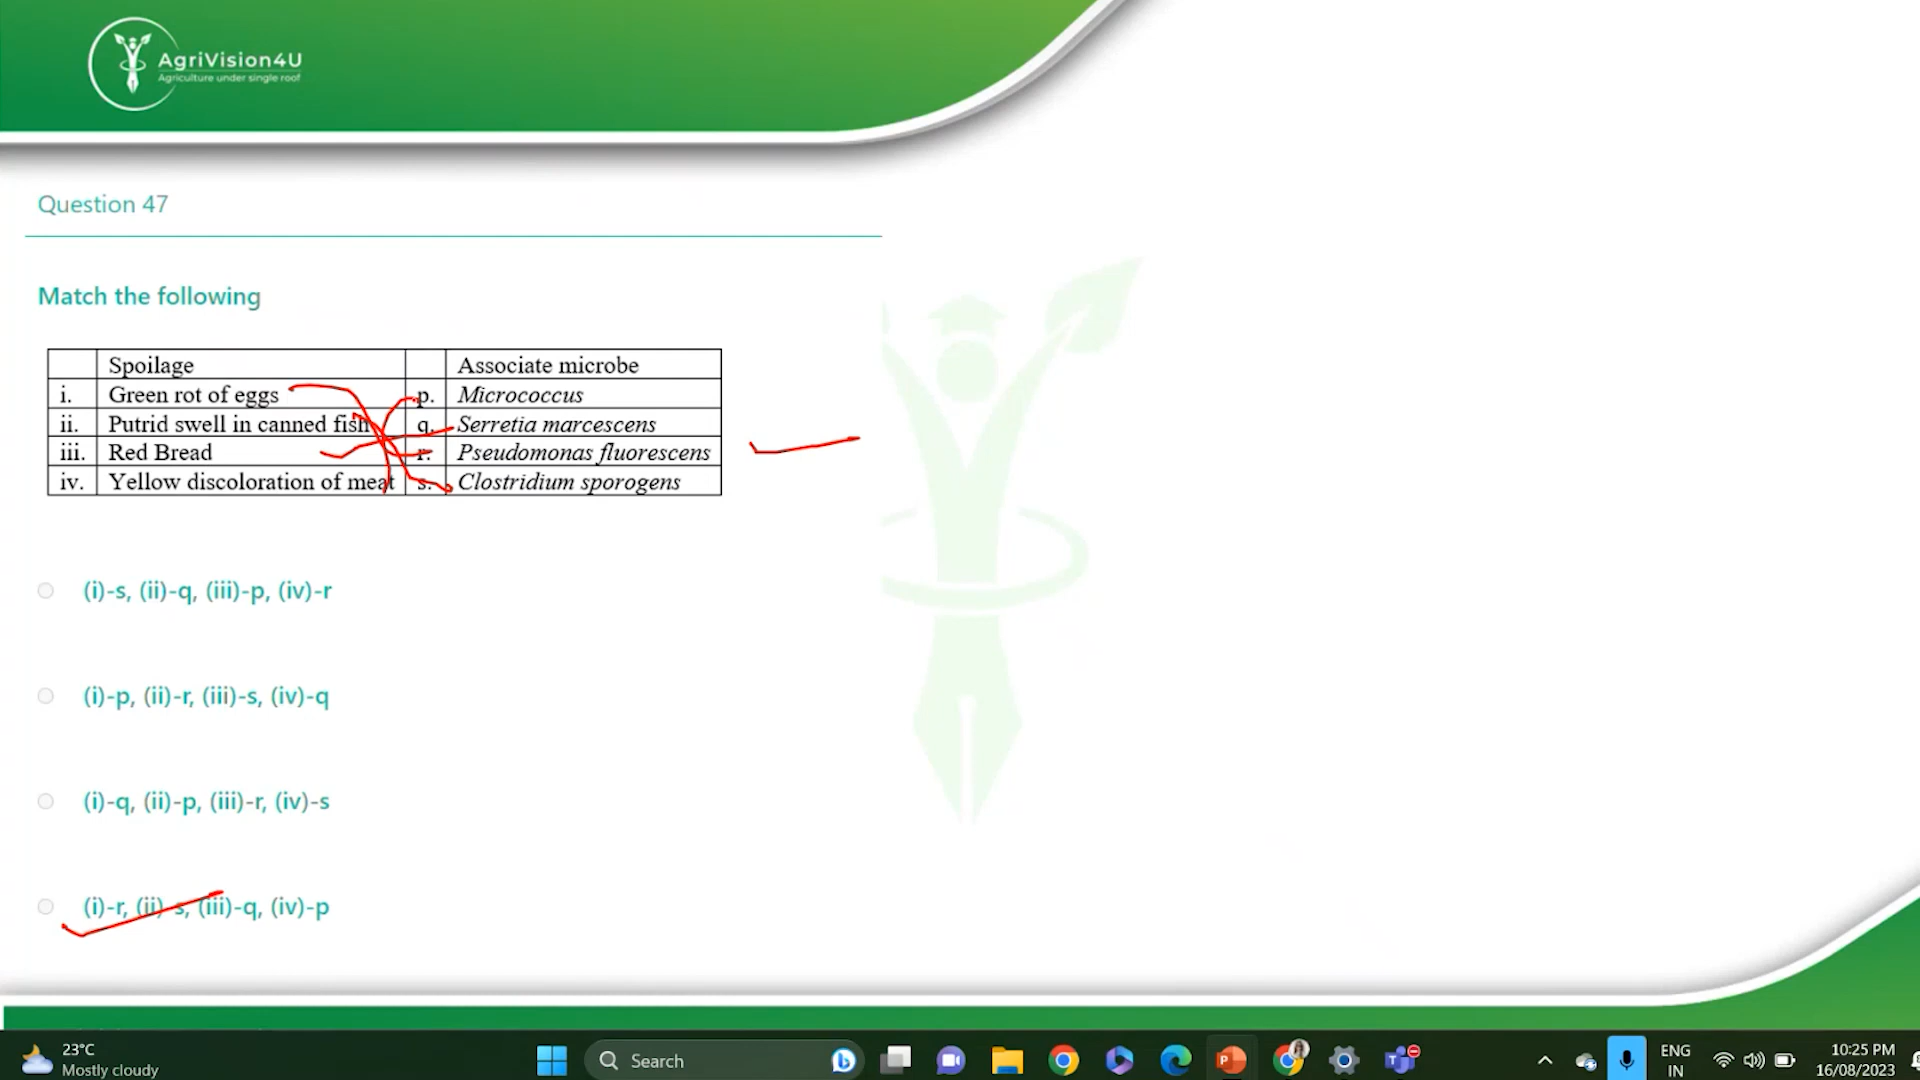 AgriVision4U
Agriculture under single roof
Question 47
Match the following
Spoilage Associate microbe
i. Green rot of eggs p. Micrococcus
ii. Putrid swell in canned fish q. Serretia marcescens
iii. Red Bread r. Pseudomonas fluorescens
iv. Yellow discoloration of meat s. Clostridium sporogens
(i)-s, (ii)-q, (iii)-p, (iv)-r
(i)-p, (ii)-r, (iii)-s, (iv)-q
(i)-q, (ii)-p, (iii)-r, (iv)-s
(i)-r, (ii)-s, (iii)-q, (iv)-p
23°C
Mostly cloudy
Search
ENG
IN
10:25 PM
16/08/2023